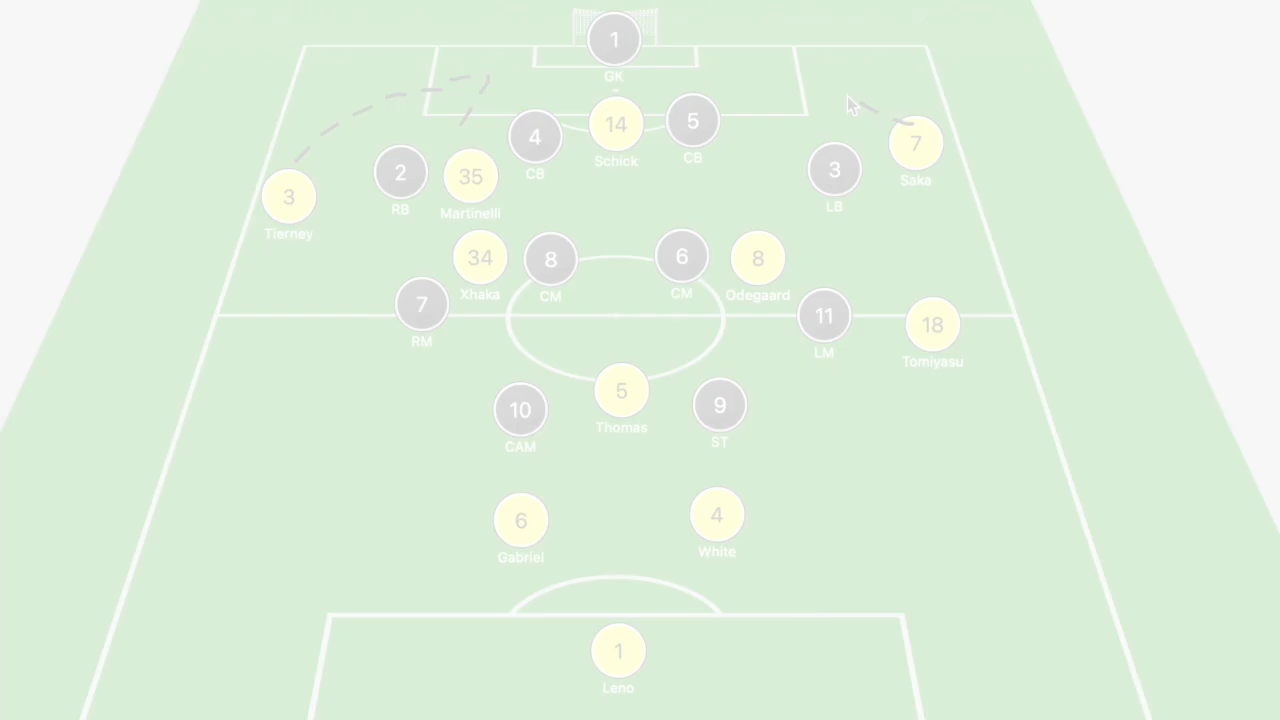 1
GK
14
Schick
4
CB
5
CB
7
Saka
2
RB
35
Martinelli
3
LB
3
Tierney
34
Xhaka
8
CM
6
CM
8
Odegaard
7
RM
11
LM
18
Tomiyasu
5
Thomas
10
CAM
9
ST
6
Gabriel
4
White
1
Leno